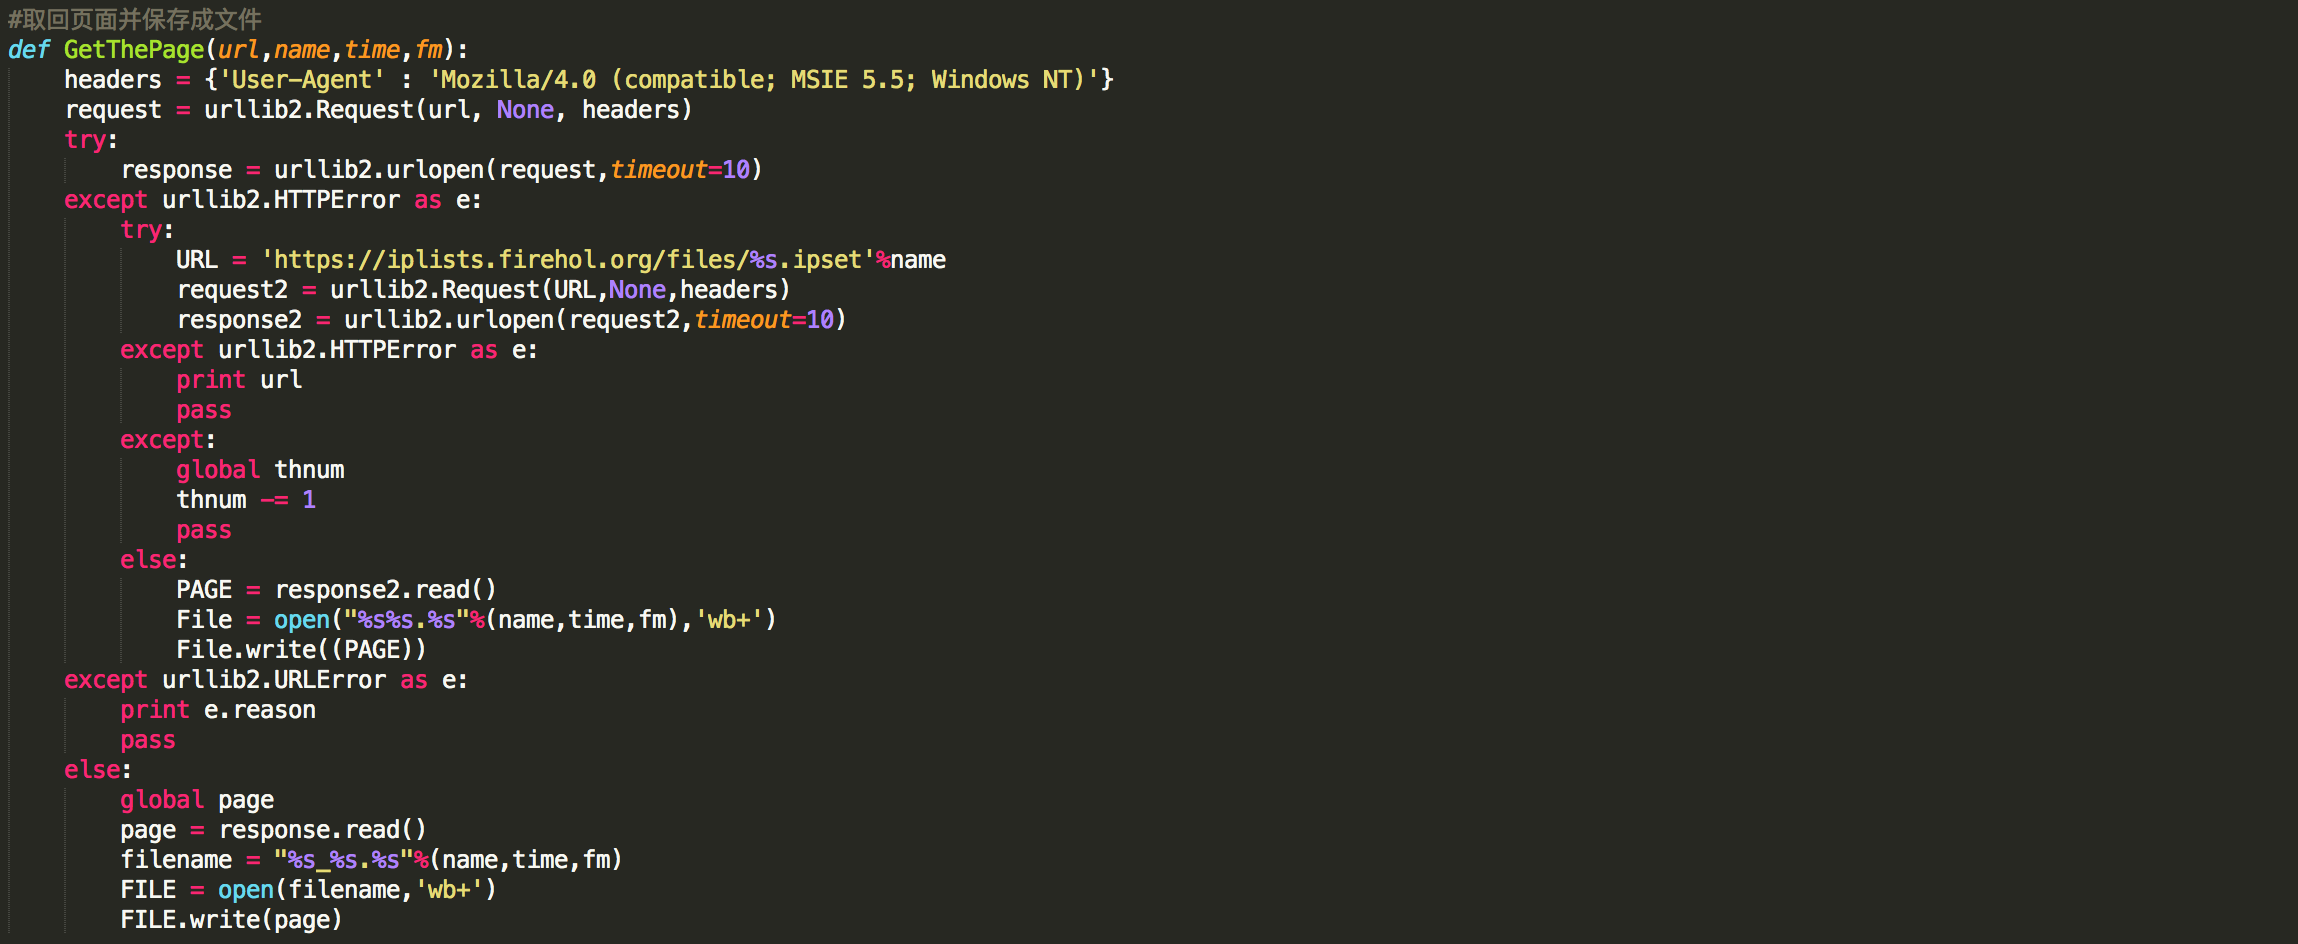 #取回页面并保存成文件
def GetThePage(url,name,time,fm):
    headers = {'User-Agent' : 'Mozilla/4.0 (compatible; MSIE 5.5; Windows NT)'}
    request = urllib2.Request(url, None, headers)
    try:
        response = urllib2.urlopen(request,timeout=10)
    except urllib2.HTTPError as e:
        try:
            URL = 'https://iplists.firehol.org/files/%s.ipset'%name
            request2 = urllib2.Request(URL,None,headers)
            response2 = urllib2.urlopen(request2,timeout=10)
        except urllib2.HTTPError as e:
            print url
            pass
        except:
            global thnum
            thnum -= 1
            pass
        else:
            PAGE = response2.read()
            File = open("%s%s.%s"%(name,time,fm),'wb+')
            File.write((PAGE))
    except urllib2.URLError as e:
        print e.reason
        pass
    else:
        global page
        page = response.read()
        filename = "%s_%s.%s"%(name,time,fm)
        FILE = open(filename,'wb+')
        FILE.write(page)